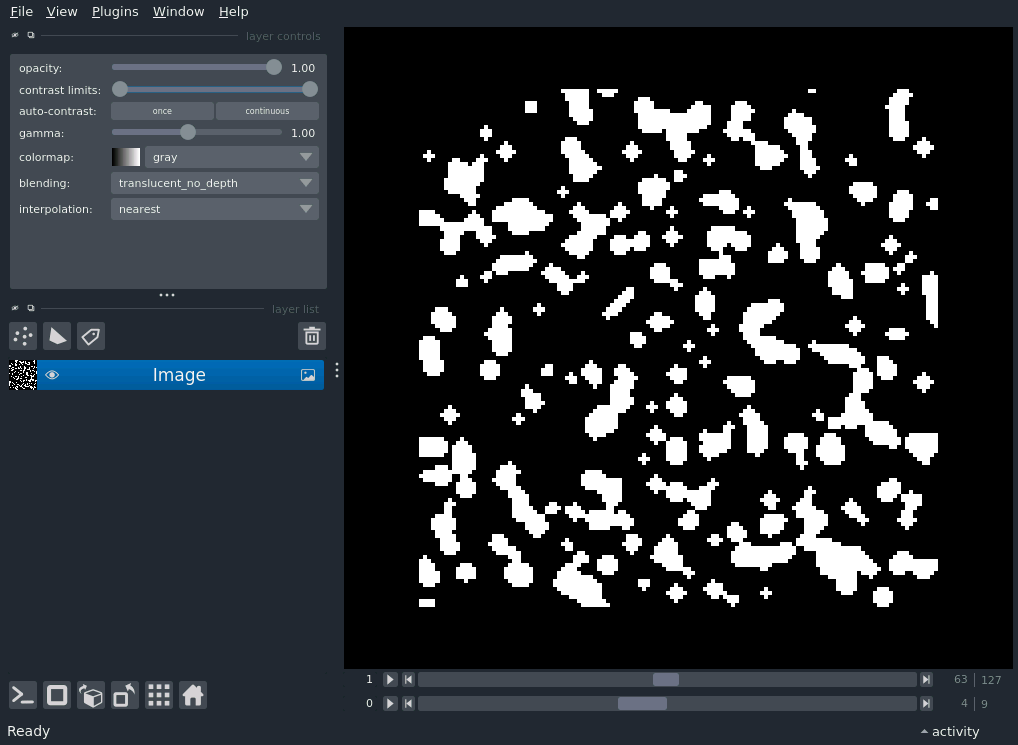 File View Plugins Window Help
layer controls
opacity: 1.00
contrast limits:
auto-contrast: once continuous
gamma: 1.00
colormap: gray
blending: translucent_no_depth
interpolation: nearest
layer list
Image
1 63 127
0 4 9
Ready activity